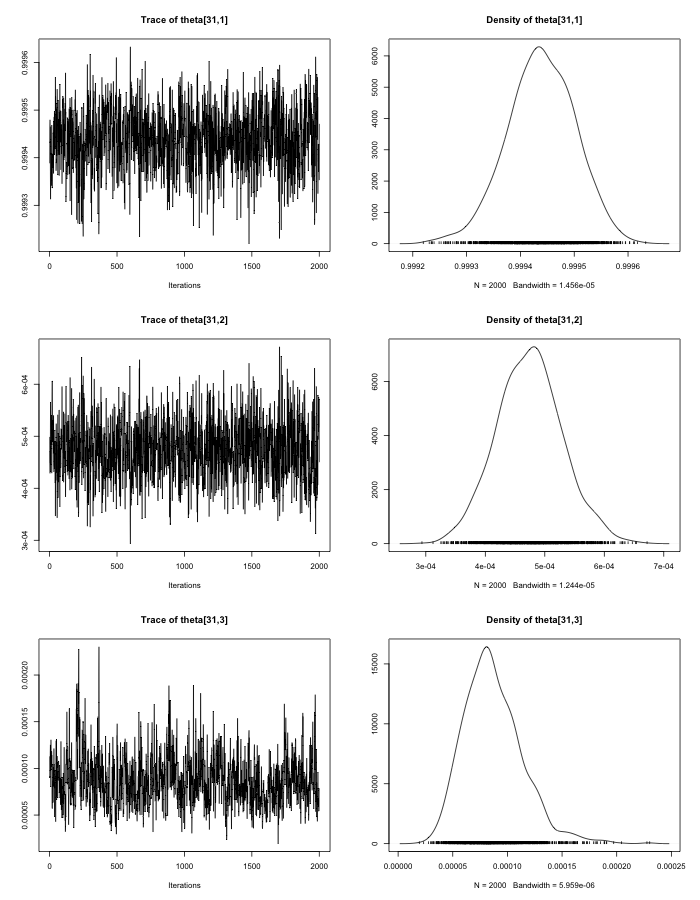 Trace of theta[31,1]
0.9993 0.9994 0.9995 0.9996
0 500 1000 1500 2000
Iterations
Density of theta[31,1]
0 1000 2000 3000 4000 5000 6000
0.9992 0.9993 0.9994 0.9995 0.9996
N = 2000 Bandwidth = 1.456e-05
Trace of theta[31,2]
3e-04 4e-04 5e-04 6e-04
0 500 1000 1500 2000
Iterations
Density of theta[31,2]
0 2000 4000 6000
3e-04 4e-04 5e-04 6e-04 7e-04
N = 2000 Bandwidth = 1.244e-05
Trace of theta[31,3]
0.00005 0.00010 0.00015 0.00020
0 500 1000 1500 2000
Iterations
Density of theta[31,3]
0 5000 10000 15000
0.00000 0.00005 0.00010 0.00015 0.00020 0.00025
N = 2000 Bandwidth = 5.959e-06